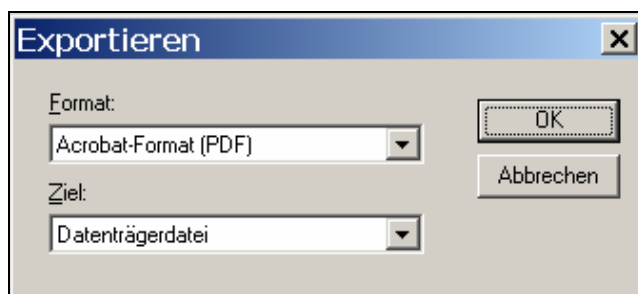 Exportieren
Format:
Acrobat-Format (PDF)
OK
Abbrechen
Ziel:
Datenträgerdatei